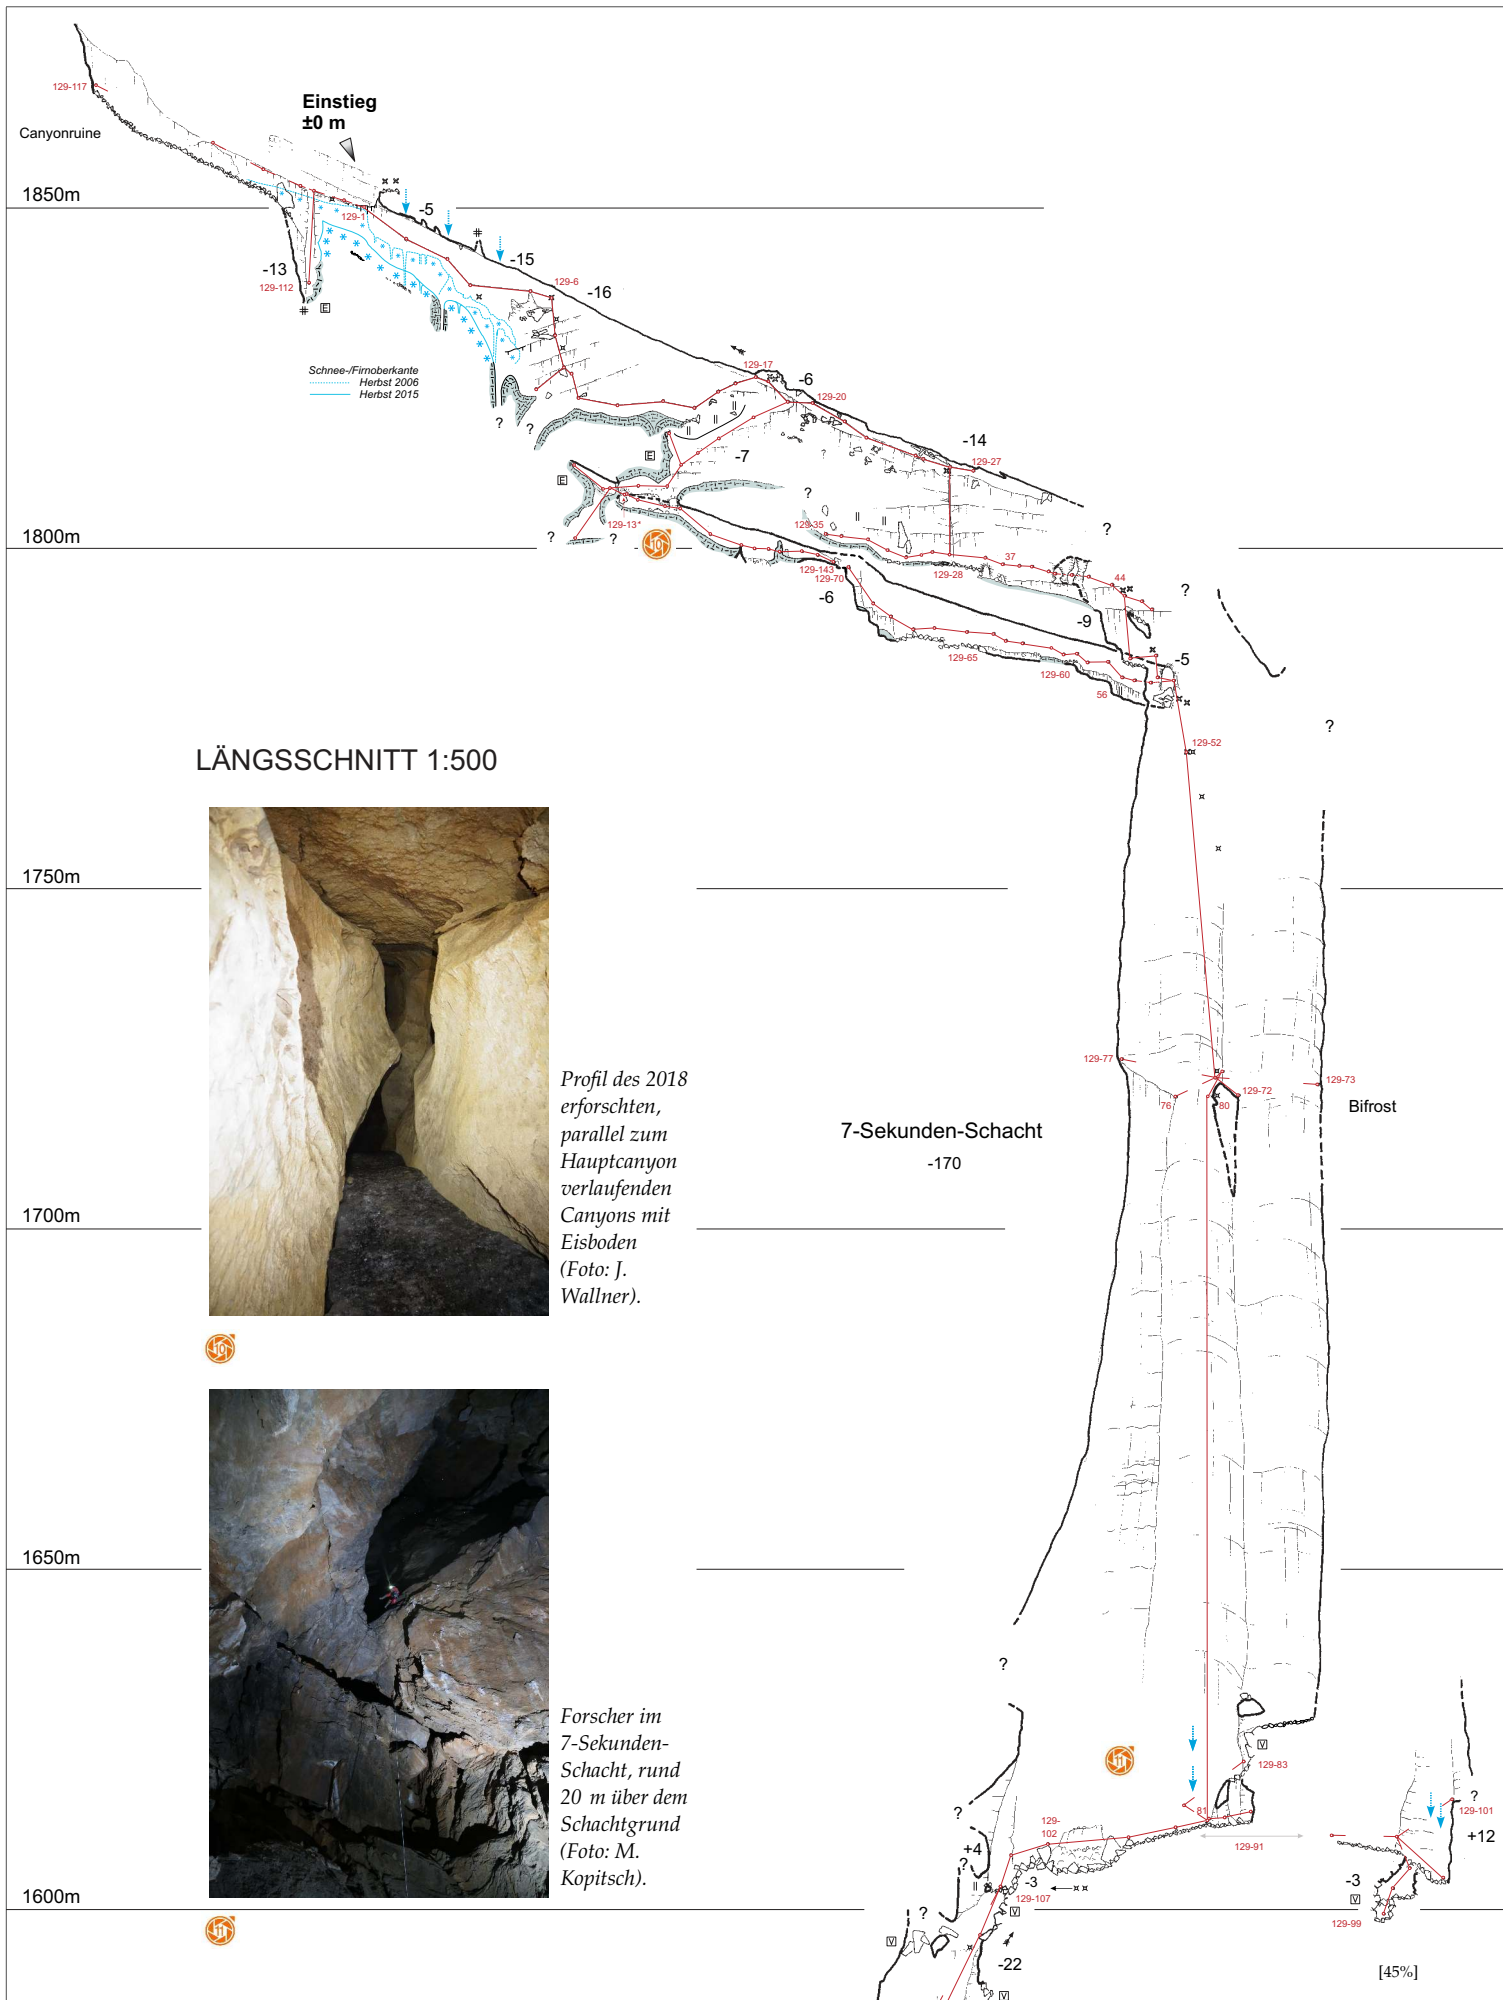 129-117
Einstieg
±0 m
Canyonruine
1850m
129-1
-5
#
-15
-13
129-112
#
E
129-6
-16
Schnee-/Firnoberkante
Herbst 2006
Herbst 2015
129-17
-6
129-20
-14
129-27
?
?
-7
E
E
?
129-35
?
?
?
129-13*
10
1800m
129-143
129-70
-6
129-28
37
44
?
-9
129-65
129-60
56
-5
?
129-52
LÄNGSSCHNITT 1:500
1750m
129-77
76
80
129-72
129-73
Bifrost
Profil des 2018
erforschten,
parallel zum
Hauptcanyon
verlaufenden
Canyons mit
Eisboden
(Foto: J.
Wallner).
7-Sekunden-Schacht
-170
1700m
10
1650m
?
Forscher im
7-Sekunden-
Schacht, rund
20 m über dem
Schachtgrund
(Foto: M.
Kopitsch).
11
V
129-83
81
129-91
129-
102
?
+4
?
-3
129-107
V
?
129-101
+12
-3
V
129-99
1600m
11
?
V
-22
V
[45%]